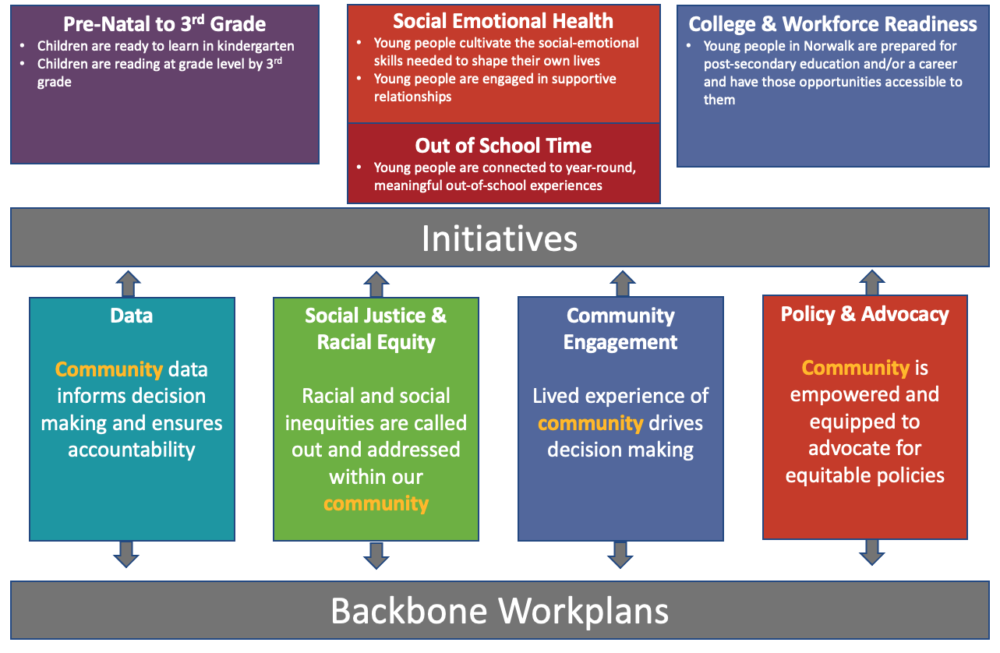 Pre-Natal to 3rd Grade
• Children are ready to learn in kindergarten
• Children are reading at grade level by 3rd
grade
Social Emotional Health
• Young people cultivate the social-emotional
skills needed to shape their own lives
• Young people are engaged in supportive
relationships
Out of School Time
• Young people are connected to year-round,
meaningful out-of-school experiences
College & Workforce Readiness
• Young people in Norwalk are prepared for
post-secondary education and/or a career
and have those opportunities accessible to
them
Initiatives
Data
Community data
informs decision
making and ensures
accountability
Social Justice &
Racial Equity
Racial and social
inequities are called
out and addressed
within our
community
Community
Engagement
Lived experience of
community drives
decision making
Policy & Advocacy
Community is
empowered and
equipped to
advocate for
equitable policies
Backbone Workplans